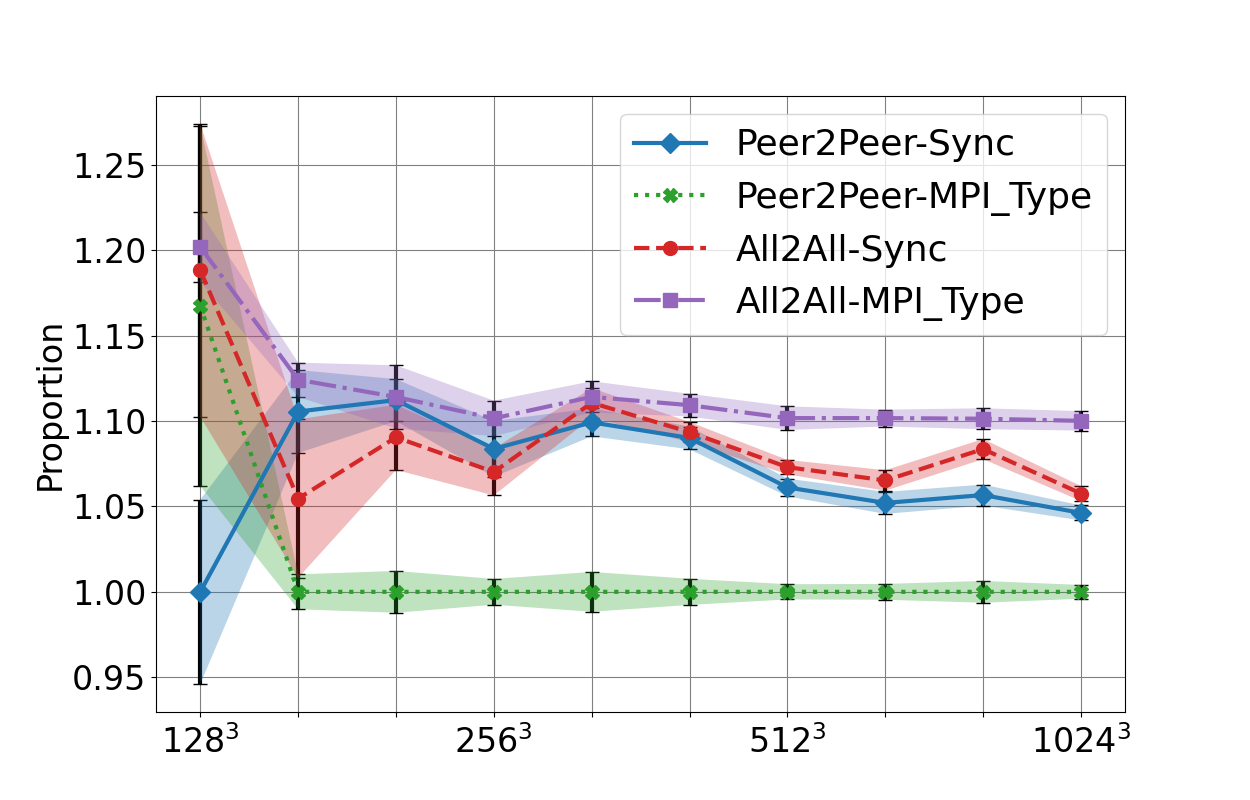 Proportion
1.25
1.20
1.15
1.10
1.05
1.00
0.95
128³
256³
512³
1024³
Peer2Peer-Sync
Peer2Peer-MPI_Type
All2All-Sync
All2All-MPI_Type